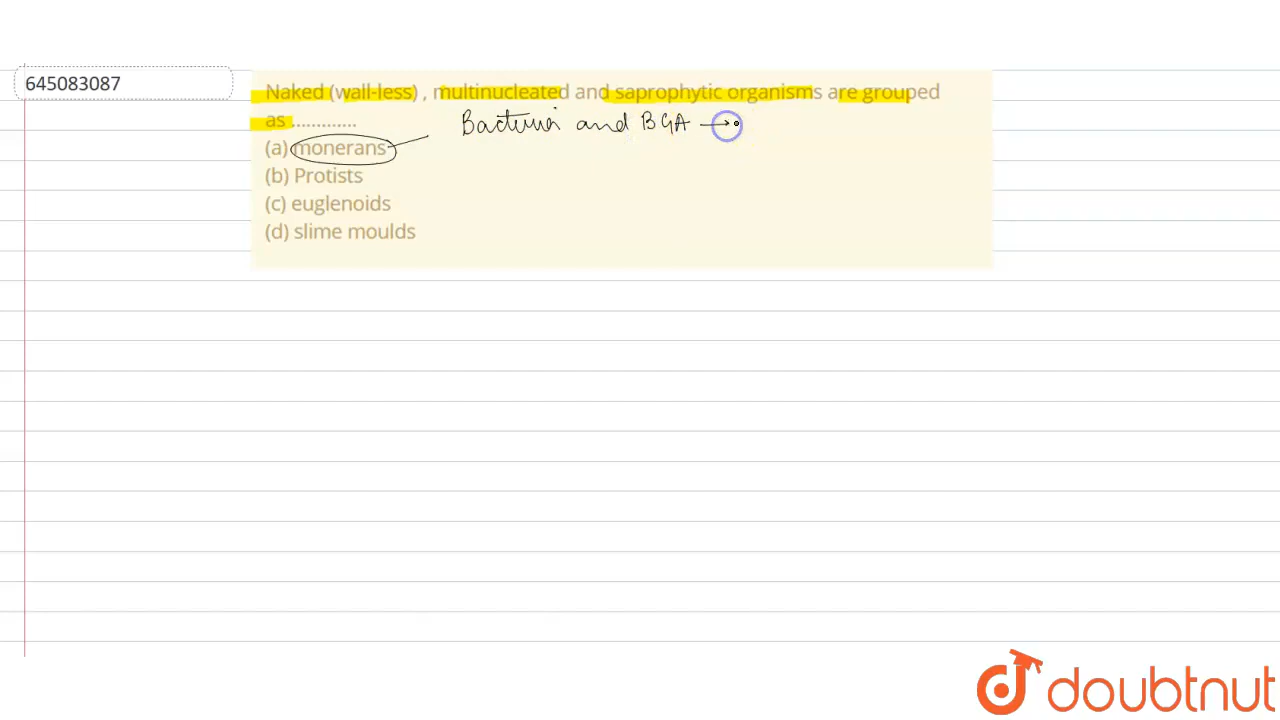 645083087
Naked (wall-less) , multinucleated and saprophytic organisms are grouped
as .............
Bacteria and BGA →
(a) monerans
(b) Protists
(c) euglenoids
(d) slime moulds
doubtnut